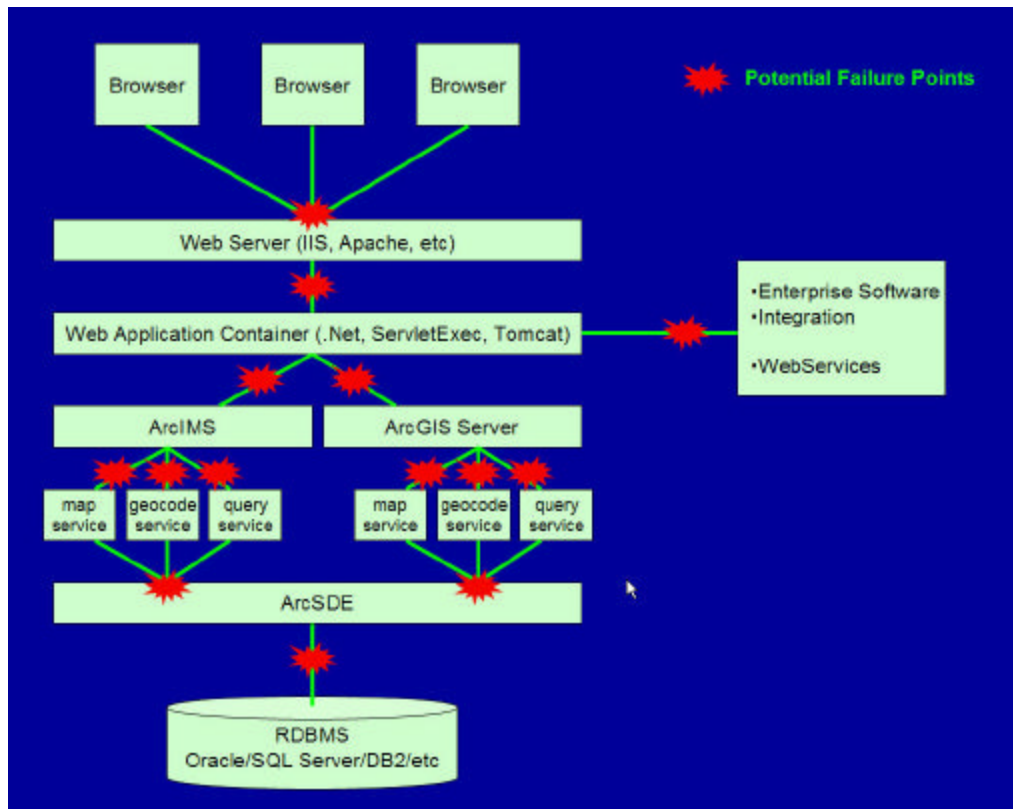 Browser
Browser
Browser
Potential Failure Points
Web Server (IIS, Apache, etc)
•Enterprise Software
•Integration
•WebServices
Web Application Container (.Net, ServletExec, Tomcat)
ArcIMS
ArcGIS Server
map
service
geocode
service
query
service
map
service
geocode
service
query
service
ArcSDE
RDBMS
Oracle/SQL Server/DB2/etc